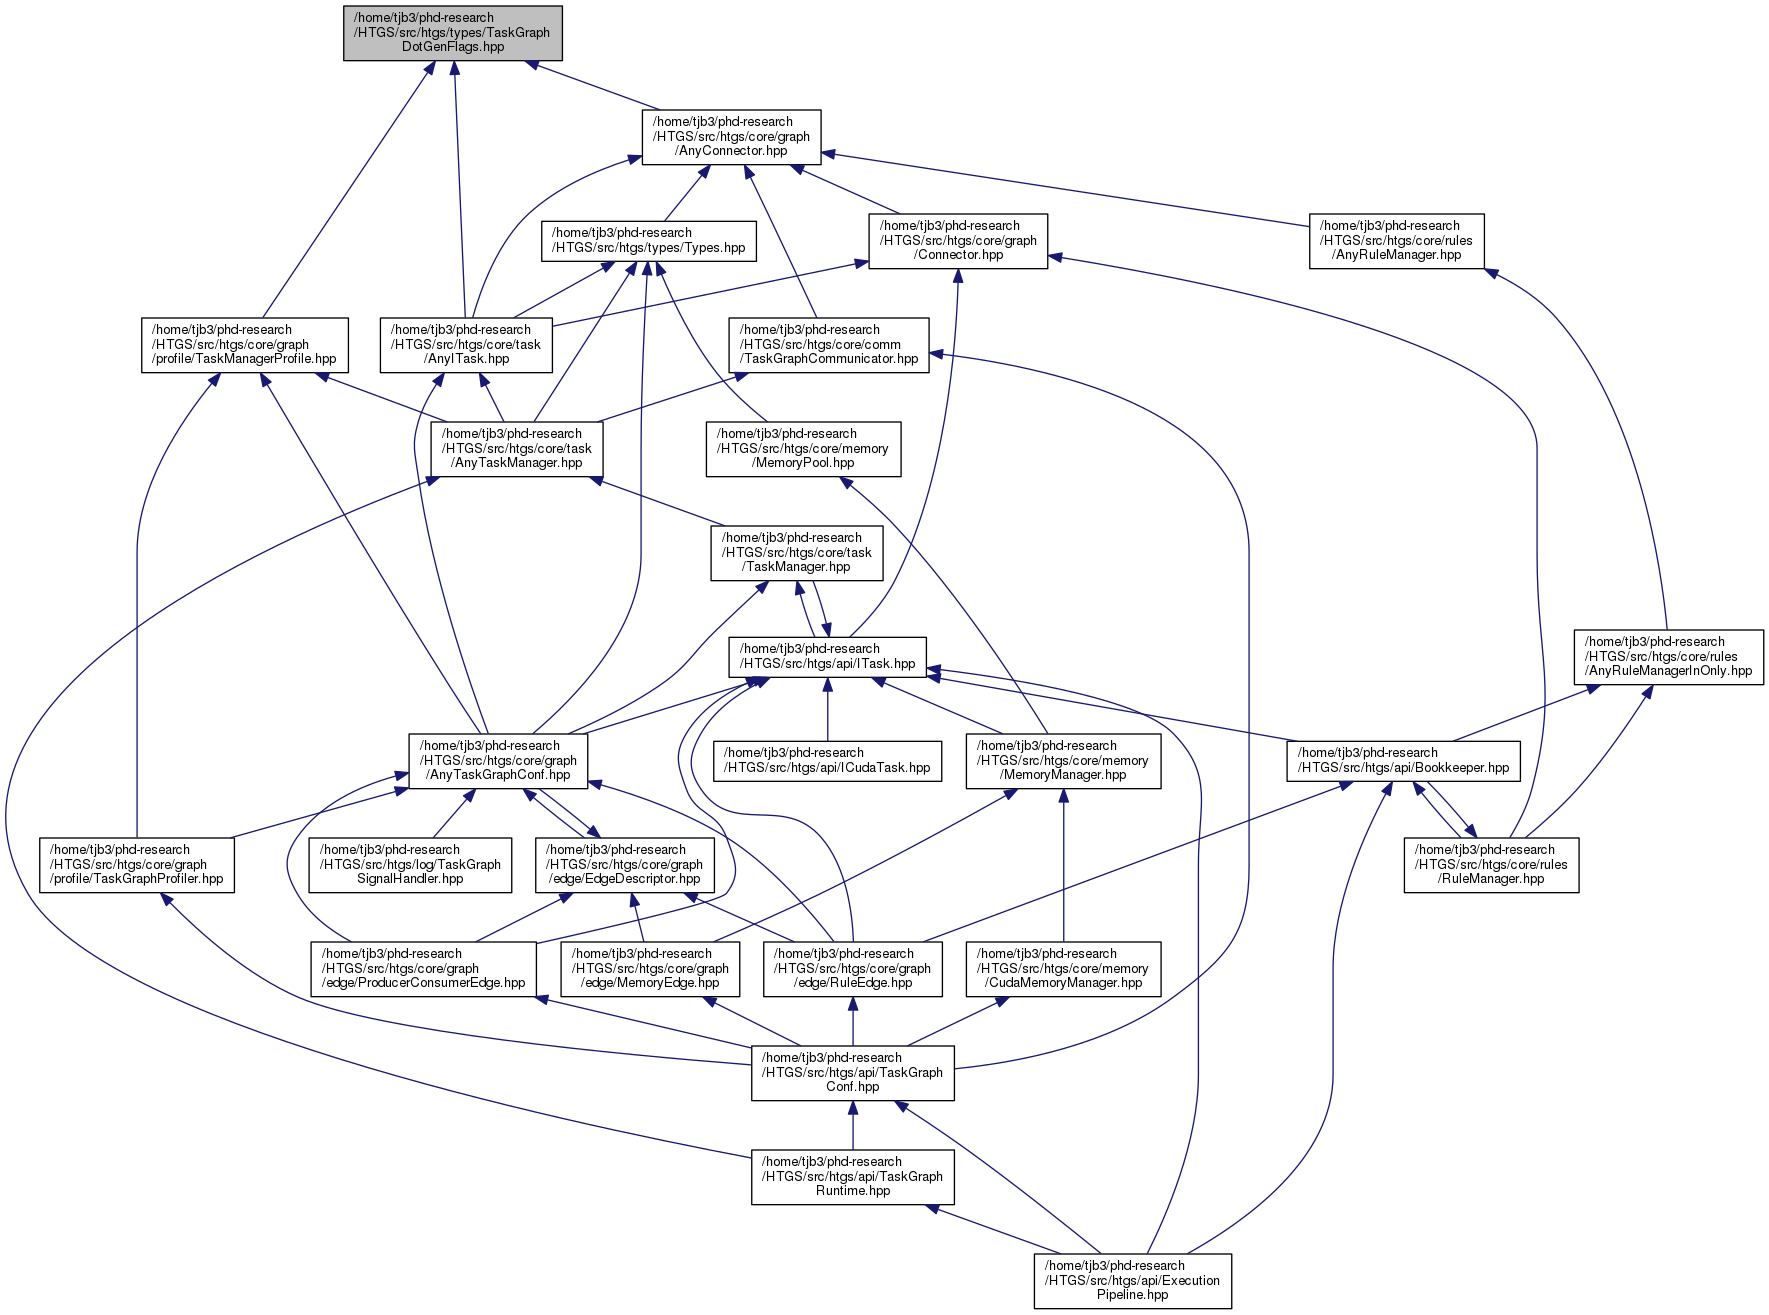 /home/tjb3/phd-research
/HTGS/src/htgs/types/TaskGraph
DotGenFlags.hpp
/home/tjb3/phd-research
/HTGS/src/htgs/core/graph
/AnyConnector.hpp
/home/tjb3/phd-research
/HTGS/src/htgs/types/Types.hpp
/home/tjb3/phd-research
/HTGS/src/htgs/core/graph
/Connector.hpp
/home/tjb3/phd-research
/HTGS/src/htgs/core/rules
/AnyRuleManager.hpp
/home/tjb3/phd-research
/HTGS/src/htgs/core/graph
/profile/TaskManagerProfile.hpp
/home/tjb3/phd-research
/HTGS/src/htgs/core/task
/AnyITask.hpp
/home/tjb3/phd-research
/HTGS/src/htgs/core/comm
/TaskGraphCommunicator.hpp
/home/tjb3/phd-research
/HTGS/src/htgs/core/task
/AnyTaskManager.hpp
/home/tjb3/phd-research
/HTGS/src/htgs/core/memory
/MemoryPool.hpp
/home/tjb3/phd-research
/HTGS/src/htgs/core/task
/TaskManager.hpp
/home/tjb3/phd-research
/HTGS/src/htgs/api/ITask.hpp
/home/tjb3/phd-research
/HTGS/src/htgs/core/rules
/AnyRuleManagerInOnly.hpp
/home/tjb3/phd-research
/HTGS/src/htgs/core/graph
/AnyTaskGraphConf.hpp
/home/tjb3/phd-research
/HTGS/src/htgs/api/ICudaTask.hpp
/home/tjb3/phd-research
/HTGS/src/htgs/core/memory
/MemoryManager.hpp
/home/tjb3/phd-research
/HTGS/src/htgs/api/Bookkeeper.hpp
/home/tjb3/phd-research
/HTGS/src/htgs/core/graph
/profile/TaskGraphProfiler.hpp
/home/tjb3/phd-research
/HTGS/src/htgs/log/TaskGraph
SignalHandler.hpp
/home/tjb3/phd-research
/HTGS/src/htgs/core/graph
/edge/EdgeDescriptor.hpp
/home/tjb3/phd-research
/HTGS/src/htgs/core/rules
/RuleManager.hpp
/home/tjb3/phd-research
/HTGS/src/htgs/core/graph
/edge/ProducerConsumerEdge.hpp
/home/tjb3/phd-research
/HTGS/src/htgs/core/graph
/edge/MemoryEdge.hpp
/home/tjb3/phd-research
/HTGS/src/htgs/core/graph
/edge/RuleEdge.hpp
/home/tjb3/phd-research
/HTGS/src/htgs/core/memory
/CudaMemoryManager.hpp
/home/tjb3/phd-research
/HTGS/src/htgs/api/TaskGraph
Conf.hpp
/home/tjb3/phd-research
/HTGS/src/htgs/api/TaskGraph
Runtime.hpp
/home/tjb3/phd-research
/HTGS/src/htgs/api/Execution
Pipeline.hpp